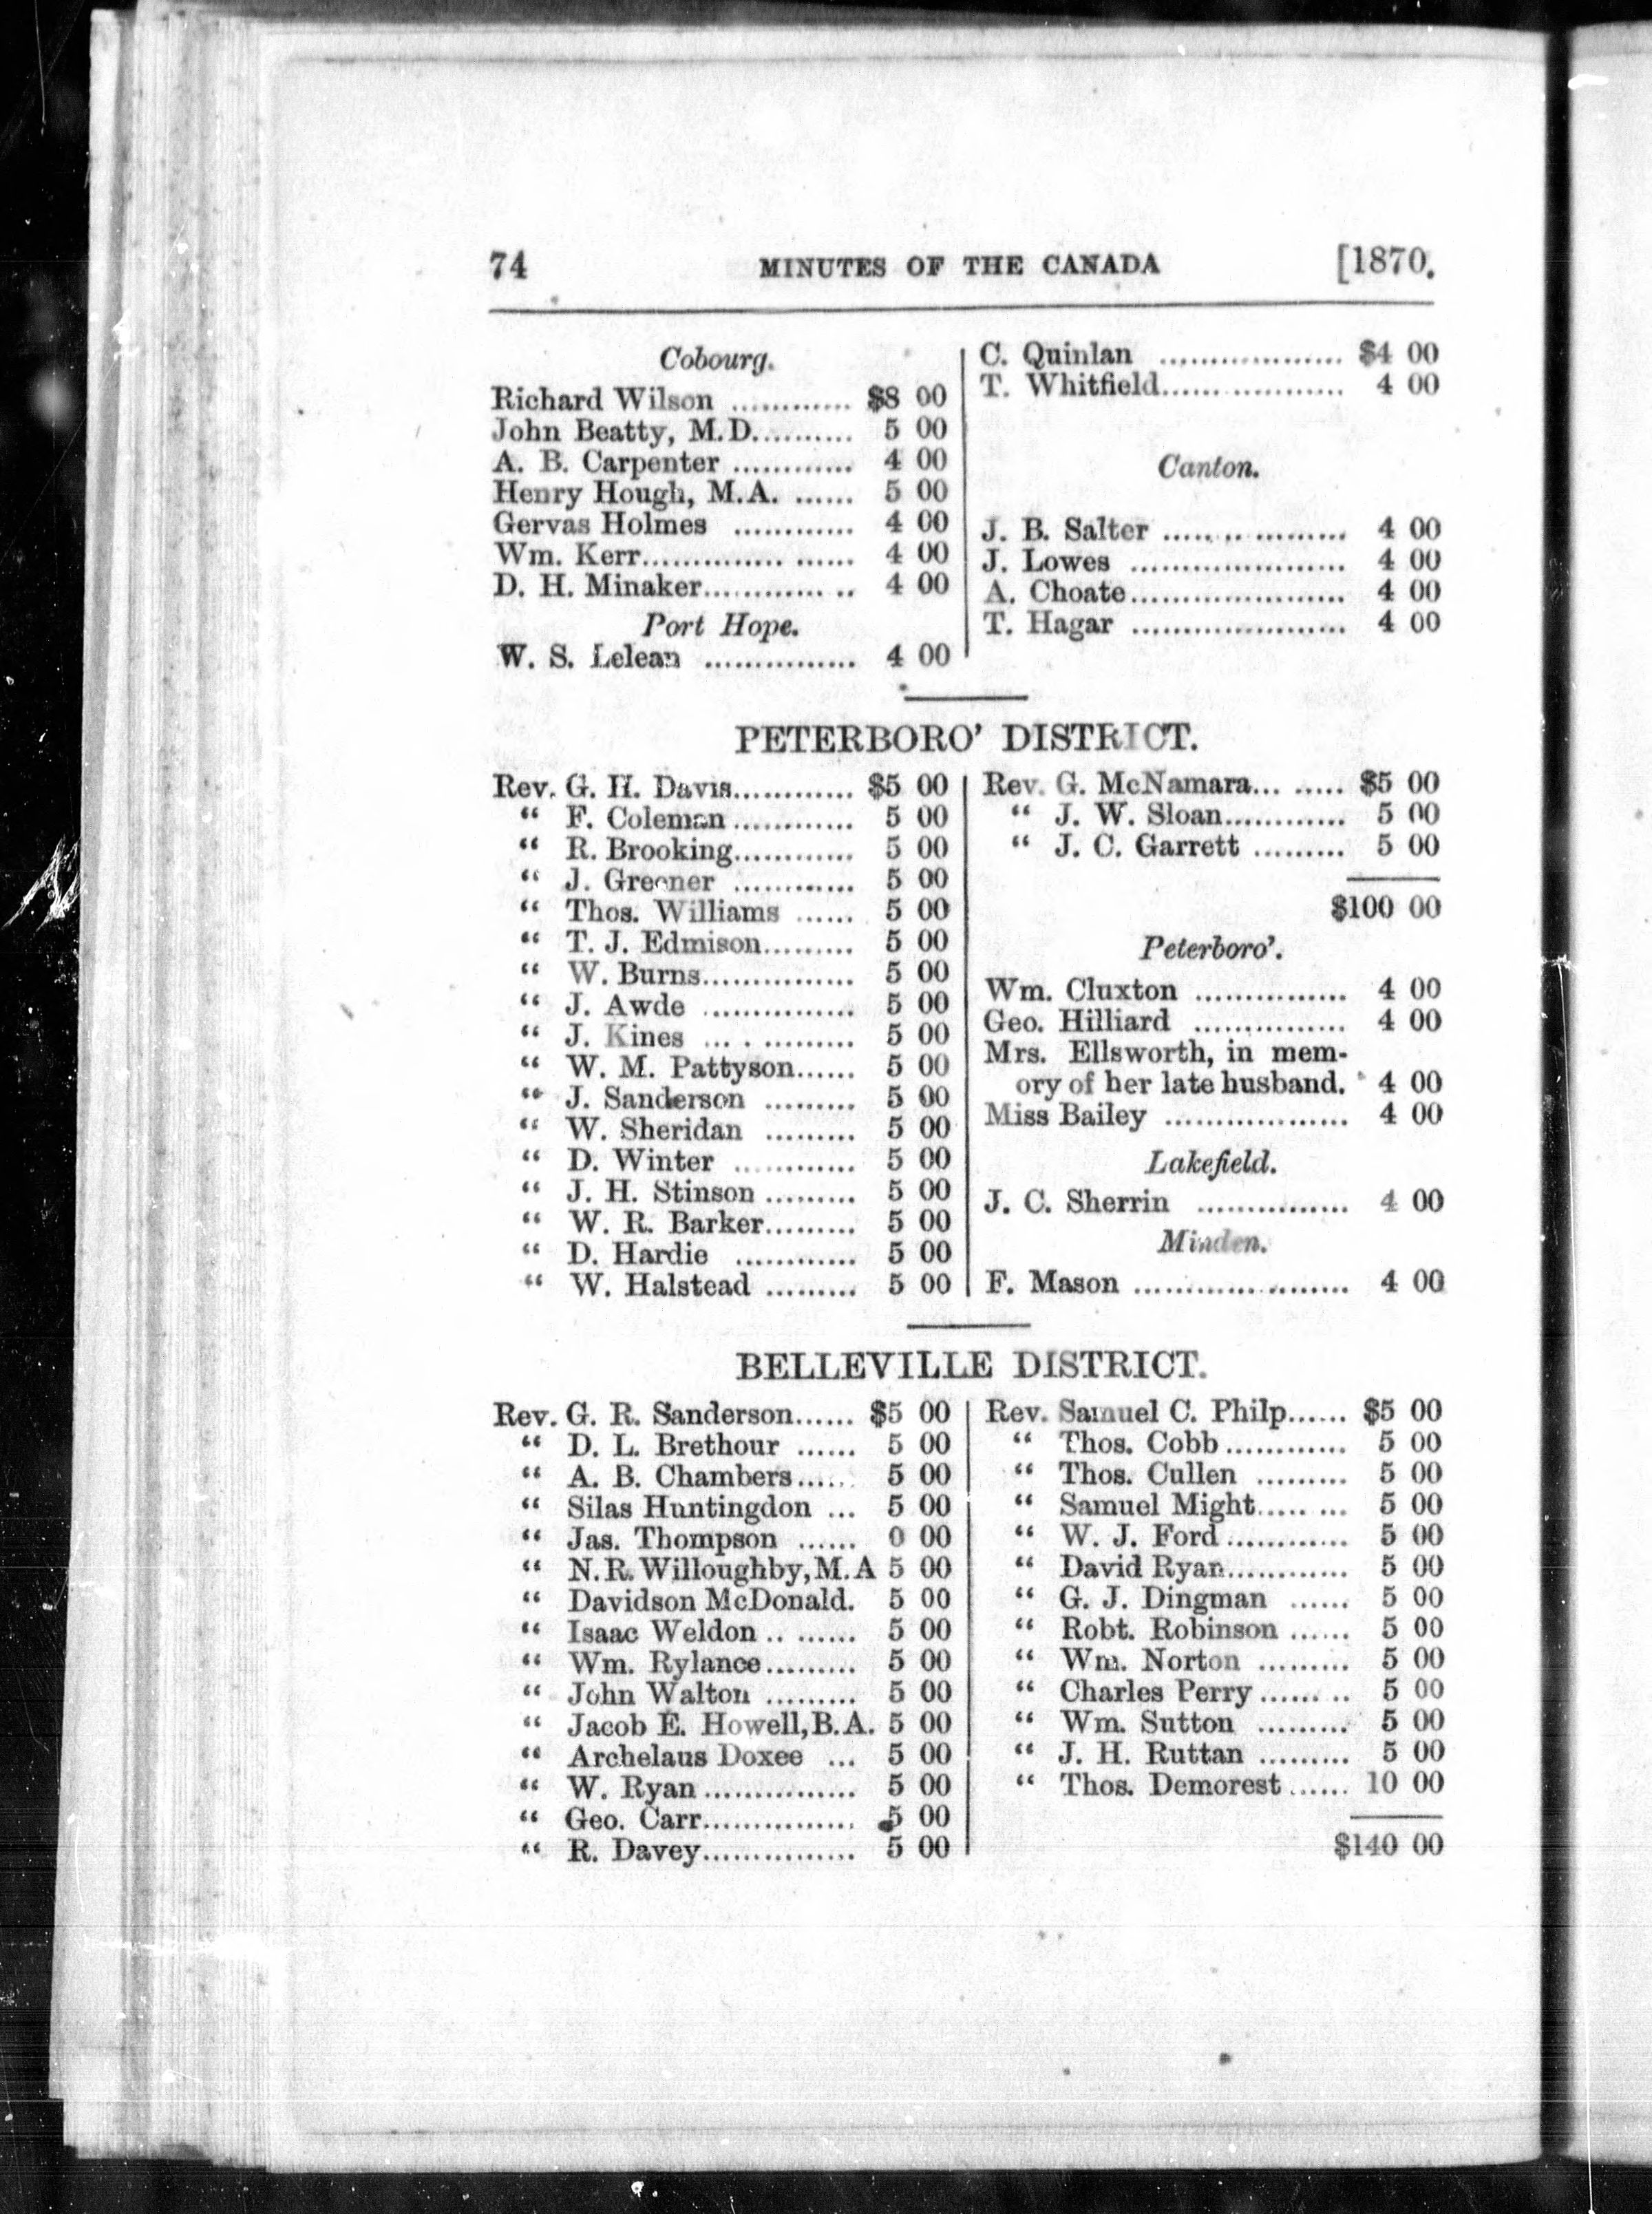 74 MINUTES OF THE CANADA [1870.
Cobourg.
Richard Wilson ............ $8 00
John Beatty, M.D.......... 5 00
A. B. Carpenter ............ 4 00
Henry Hough, M.A. ...... 5 00
Gervas Holmes ............ 4 00
Wm. Kerr.............. ...... 4 00
D. H. Minaker............ .. 4 00
Port Hope.
W. S. Lelean ............... 4 00
C. Quinlan .................. $4 00
T. Whitfield.................. 4 00
Canton.
J. B. Salter .................. 4 00
J. Lowes ..................... 4 00
A. Choate..................... 4 00
T. Hagar ..................... 4 00
PETERBORO' DISTRICT.
Rev. G. H. Davis............ $5 00
“ F. Coleman ............ 5 00
“ R. Brooking............ 5 00
“ J. Greener ............ 5 00
“ Thos. Williams ...... 5 00
“ T. J. Edmison......... 5 00
“ W. Burns............... 5 00
“ J. Awde ............... 5 00
“ J. Kines ... . ......... 5 00
“ W. M. Pattyson...... 5 00
“ J. Sanderson ......... 5 00
“ W. Sheridan ......... 5 00
“ D. Winter ............ 5 00
“ J. H. Stinson ......... 5 00
“ W. R. Barker......... 5 00
“ D. Hardie ............ 5 00
“ W. Halstead ......... 5 00
Rev. G. McNamara... ...... $5 00
“ J. W. Sloan............ 5 00
“ J. C. Garrett ......... 5 00
$100 00
Peterboro'.
Wm. Cluxton ............... 4 00
Geo. Hilliard ............... 4 00
Mrs. Ellsworth, in mem-
ory of her late husband. 4 00
Miss Bailey .................. 4 00
Lakefield.
J. C. Sherrin ............... 4 00
Minden.
F. Mason ..................... 4 00
BELLEVILLE DISTRICT.
Rev. G. R. Sanderson...... $5 00
“ D. L. Brethour ...... 5 00
“ A. B. Chambers...... 5 00
“ Silas Huntingdon ... 5 00
“ Jas. Thompson ...... 0 00
“ N. R. Willoughby, M.A 5 00
“ Davidson McDonald. 5 00
“ Isaac Weldon .. ...... 5 00
“ Wm. Rylance......... 5 00
“ John Walton ......... 5 00
“ Jacob E. Howell, B.A. 5 00
“ Archelaus Doxee ... 5 00
“ W. Ryan ............... 5 00
“ Geo. Carr............... 5 00
“ R. Davey............... 5 00
Rev. Samuel C. Philp...... $5 00
“ Thos. Cobb ............ 5 00
“ Thos. Cullen ......... 5 00
“ Samuel Might..... ... 5 00
“ W. J. Ford ............ 5 00
“ David Ryan............ 5 00
“ G. J. Dingman ...... 5 00
“ Robt. Robinson ...... 5 00
“ Wm. Norton ......... 5 00
“ Charles Perry ...... .. 5 00
“ Wm. Sutton ......... 5 00
“ J. H. Ruttan ......... 5 00
“ Thos. Demorest ...... 10 00
$140 00